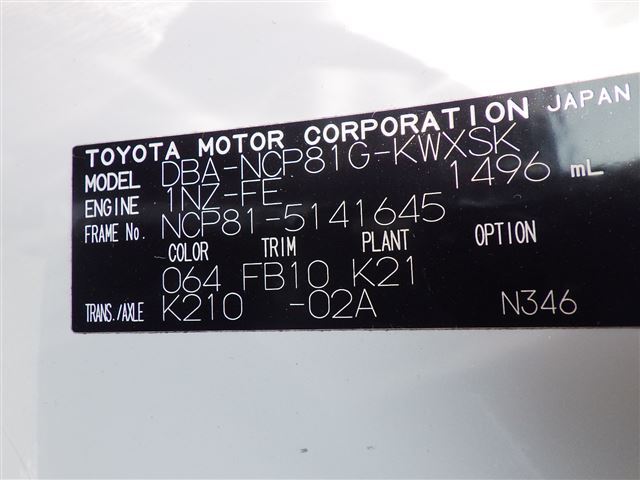 TOYOTA MOTOR CORPORATION JAPAN
MODEL DBA-NCP81G-KWXSK
ENGINE 1NZ-FE 1496 mL
FRAME No. NCP81-5141645
COLOR TRIM PLANT OPTION
064 FB10 K21
TRANS./AXLE K210 -02A N346